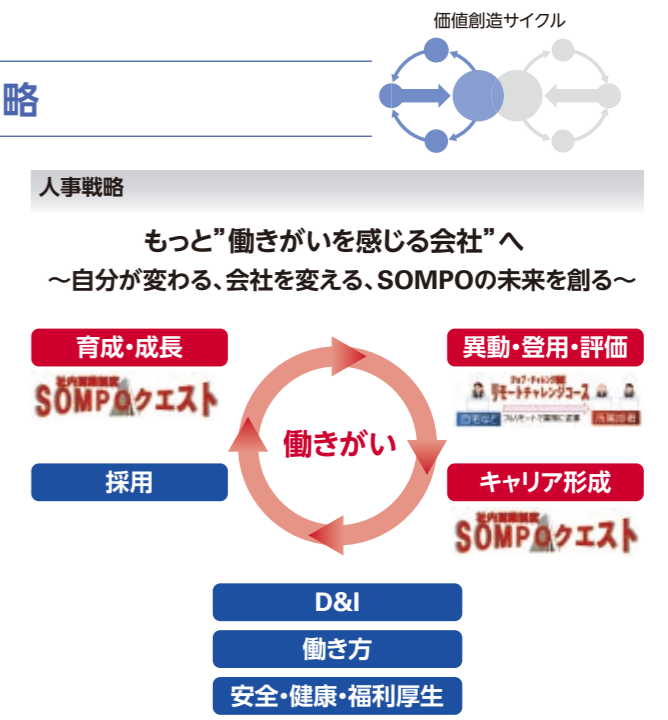 価値創造サイクル
略
人事戦略
もっと”働きがいを感じる会社”へ
～自分が変わる、会社を変える、SOMPOの未来を創る～
育成・成長
異動・登用・評価
SOMPOクエスト
リモートチャレンジコース
自宅など
働きがい
採用
キャリア形成
SOMPOクエスト
D&I
働き方
安全・健康・福利厚生